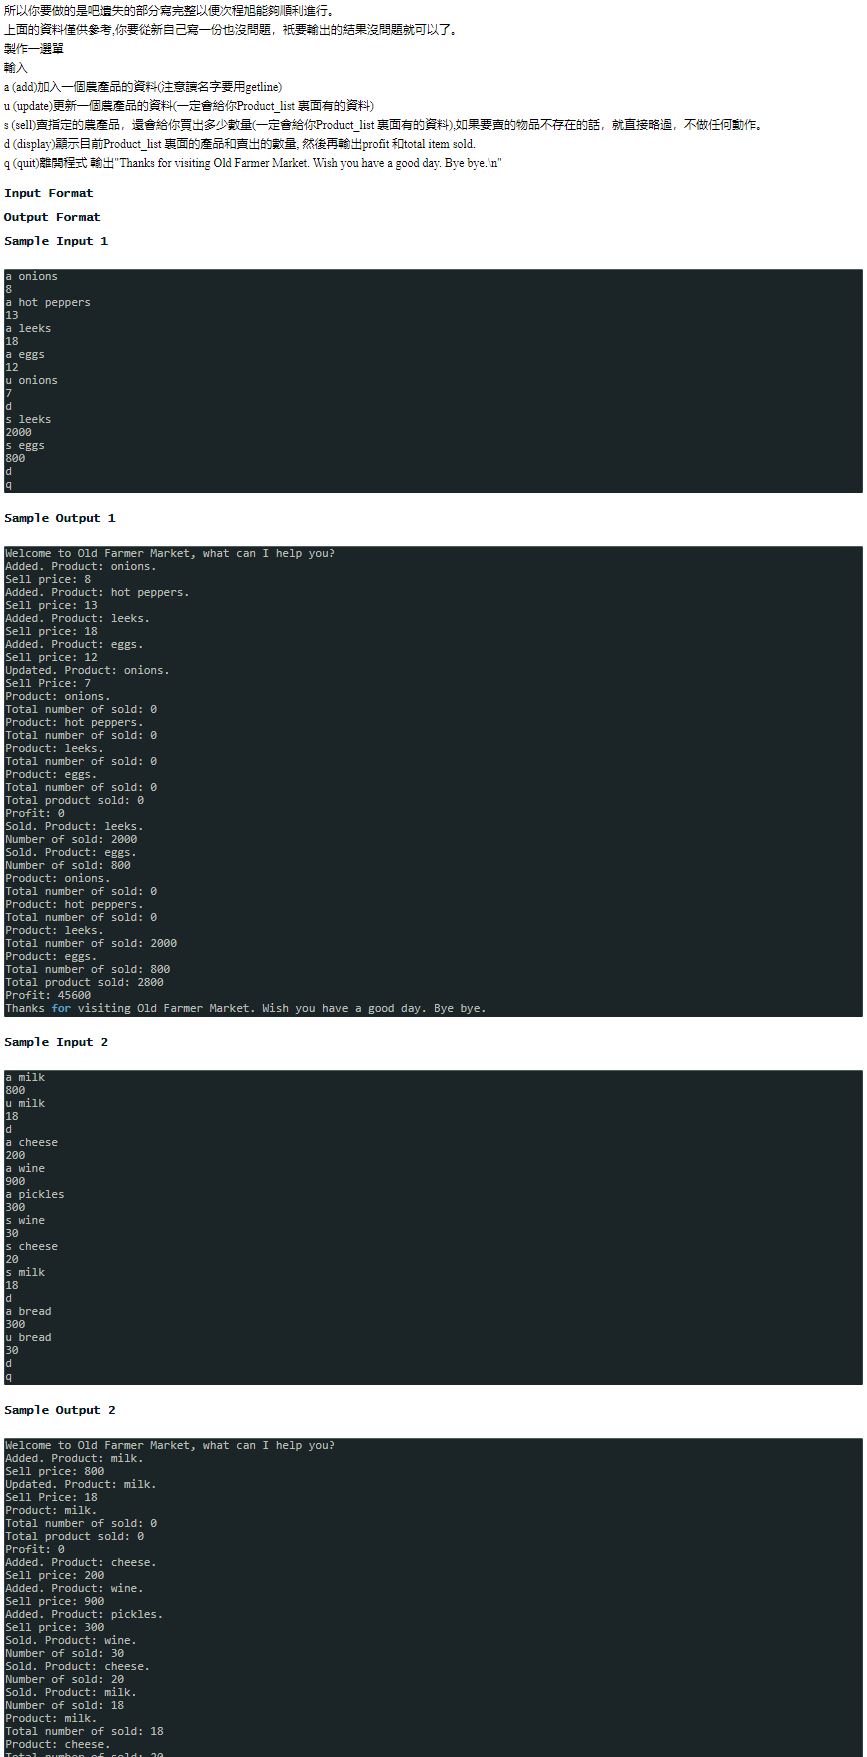 所以你要做的是吧遺失的部分寫完整以便次程旭能夠順利進行。
上面的資料僅供參考,你要從新自己寫一份也沒問題，衹要輸出的結果沒問題就可以了。
製作一選單
輸入
a (add)加入一個農產品的資料(注意讀名字要用getline)
u (update)更新一個農產品的資料(一定會給你Product_list 裏面有的資料)
s (sell)賣指定的農產品，還會給你買出多少數量(一定會給你Product_list 裏面有的資料),如果要賣的物品不存在的話，就直接略過，不做任何動作。
d (display)顯示目前Product_list 裏面的產品和賣出的數量, 然後再輸出profit 和total item sold.
q (quit)離開程式 輸出"Thanks for visiting Old Farmer Market. Wish you have a good day. Bye bye.\n"
Input Format
Output Format
Sample Input 1
a onions
8
a hot peppers
13
a leeks
18
a eggs
12
u onions
7
d
s leeks
2000
s eggs
800
d
q
Sample Output 1
Welcome to Old Farmer Market, what can I help you?
Added. Product: onions.
Sell price: 8
Added. Product: hot peppers.
Sell price: 13
Added. Product: leeks.
Sell price: 18
Added. Product: eggs.
Sell price: 12
Updated. Product: onions.
Sell Price: 7
Product: onions.
Total number of sold: 0
Product: hot peppers.
Total number of sold: 0
Product: leeks.
Total number of sold: 0
Product: eggs.
Total number of sold: 0
Total product sold: 0
Profit: 0
Sold. Product: leeks.
Number of sold: 2000
Sold. Product: eggs.
Number of sold: 800
Product: onions.
Total number of sold: 0
Product: hot peppers.
Total number of sold: 0
Product: leeks.
Total number of sold: 2000
Product: eggs.
Total number of sold: 800
Total product sold: 2800
Profit: 45600
Thanks for visiting Old Farmer Market. Wish you have a good day. Bye bye.
Sample Input 2
a milk
800
u milk
18
d
a cheese
200
a wine
900
a pickles
300
s wine
30
s cheese
20
s milk
18
d
a bread
300
u bread
30
d
q
Sample Output 2
Welcome to Old Farmer Market, what can I help you?
Added. Product: milk.
Sell price: 800
Updated. Product: milk.
Sell Price: 18
Product: milk.
Total number of sold: 0
Total product sold: 0
Profit: 0
Added. Product: cheese.
Sell price: 200
Added. Product: wine.
Sell price: 900
Added. Product: pickles.
Sell price: 300
Sold. Product: wine.
Number of sold: 30
Sold. Product: cheese.
Number of sold: 20
Sold. Product: milk.
Number of sold: 18
Product: milk.
Total number of sold: 18
Product: cheese.
Total number of sold: 20